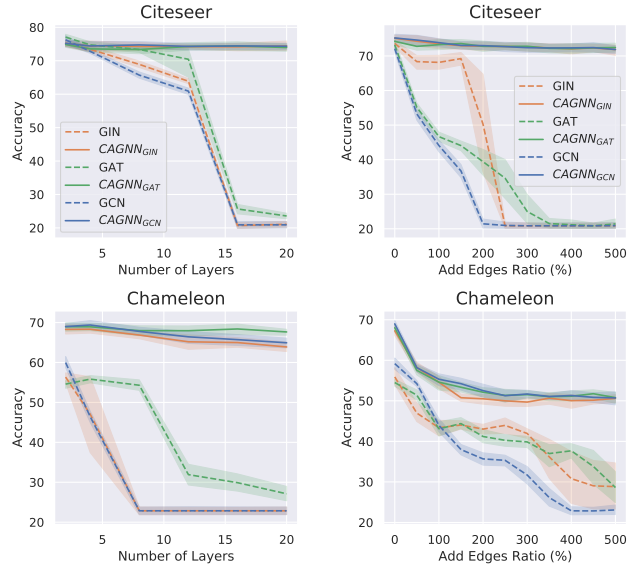 Citeseer
80
70
60
50
40
30
20
Accuracy
GIN
CAGNN_GIN
GAT
CAGNN_GAT
GCN
CAGNN_GCN
5 10 15 20
Number of Layers
Citeseer
70
60
50
40
30
20
Accuracy
GIN
CAGNN_GIN
GAT
CAGNN_GAT
GCN
CAGNN_GCN
0 100 200 300 400 500
Add Edges Ratio (%)
Chameleon
70
60
50
40
30
20
Accuracy
5 10 15 20
Number of Layers
Chameleon
70
60
50
40
30
20
Accuracy
0 100 200 300 400 500
Add Edges Ratio (%)